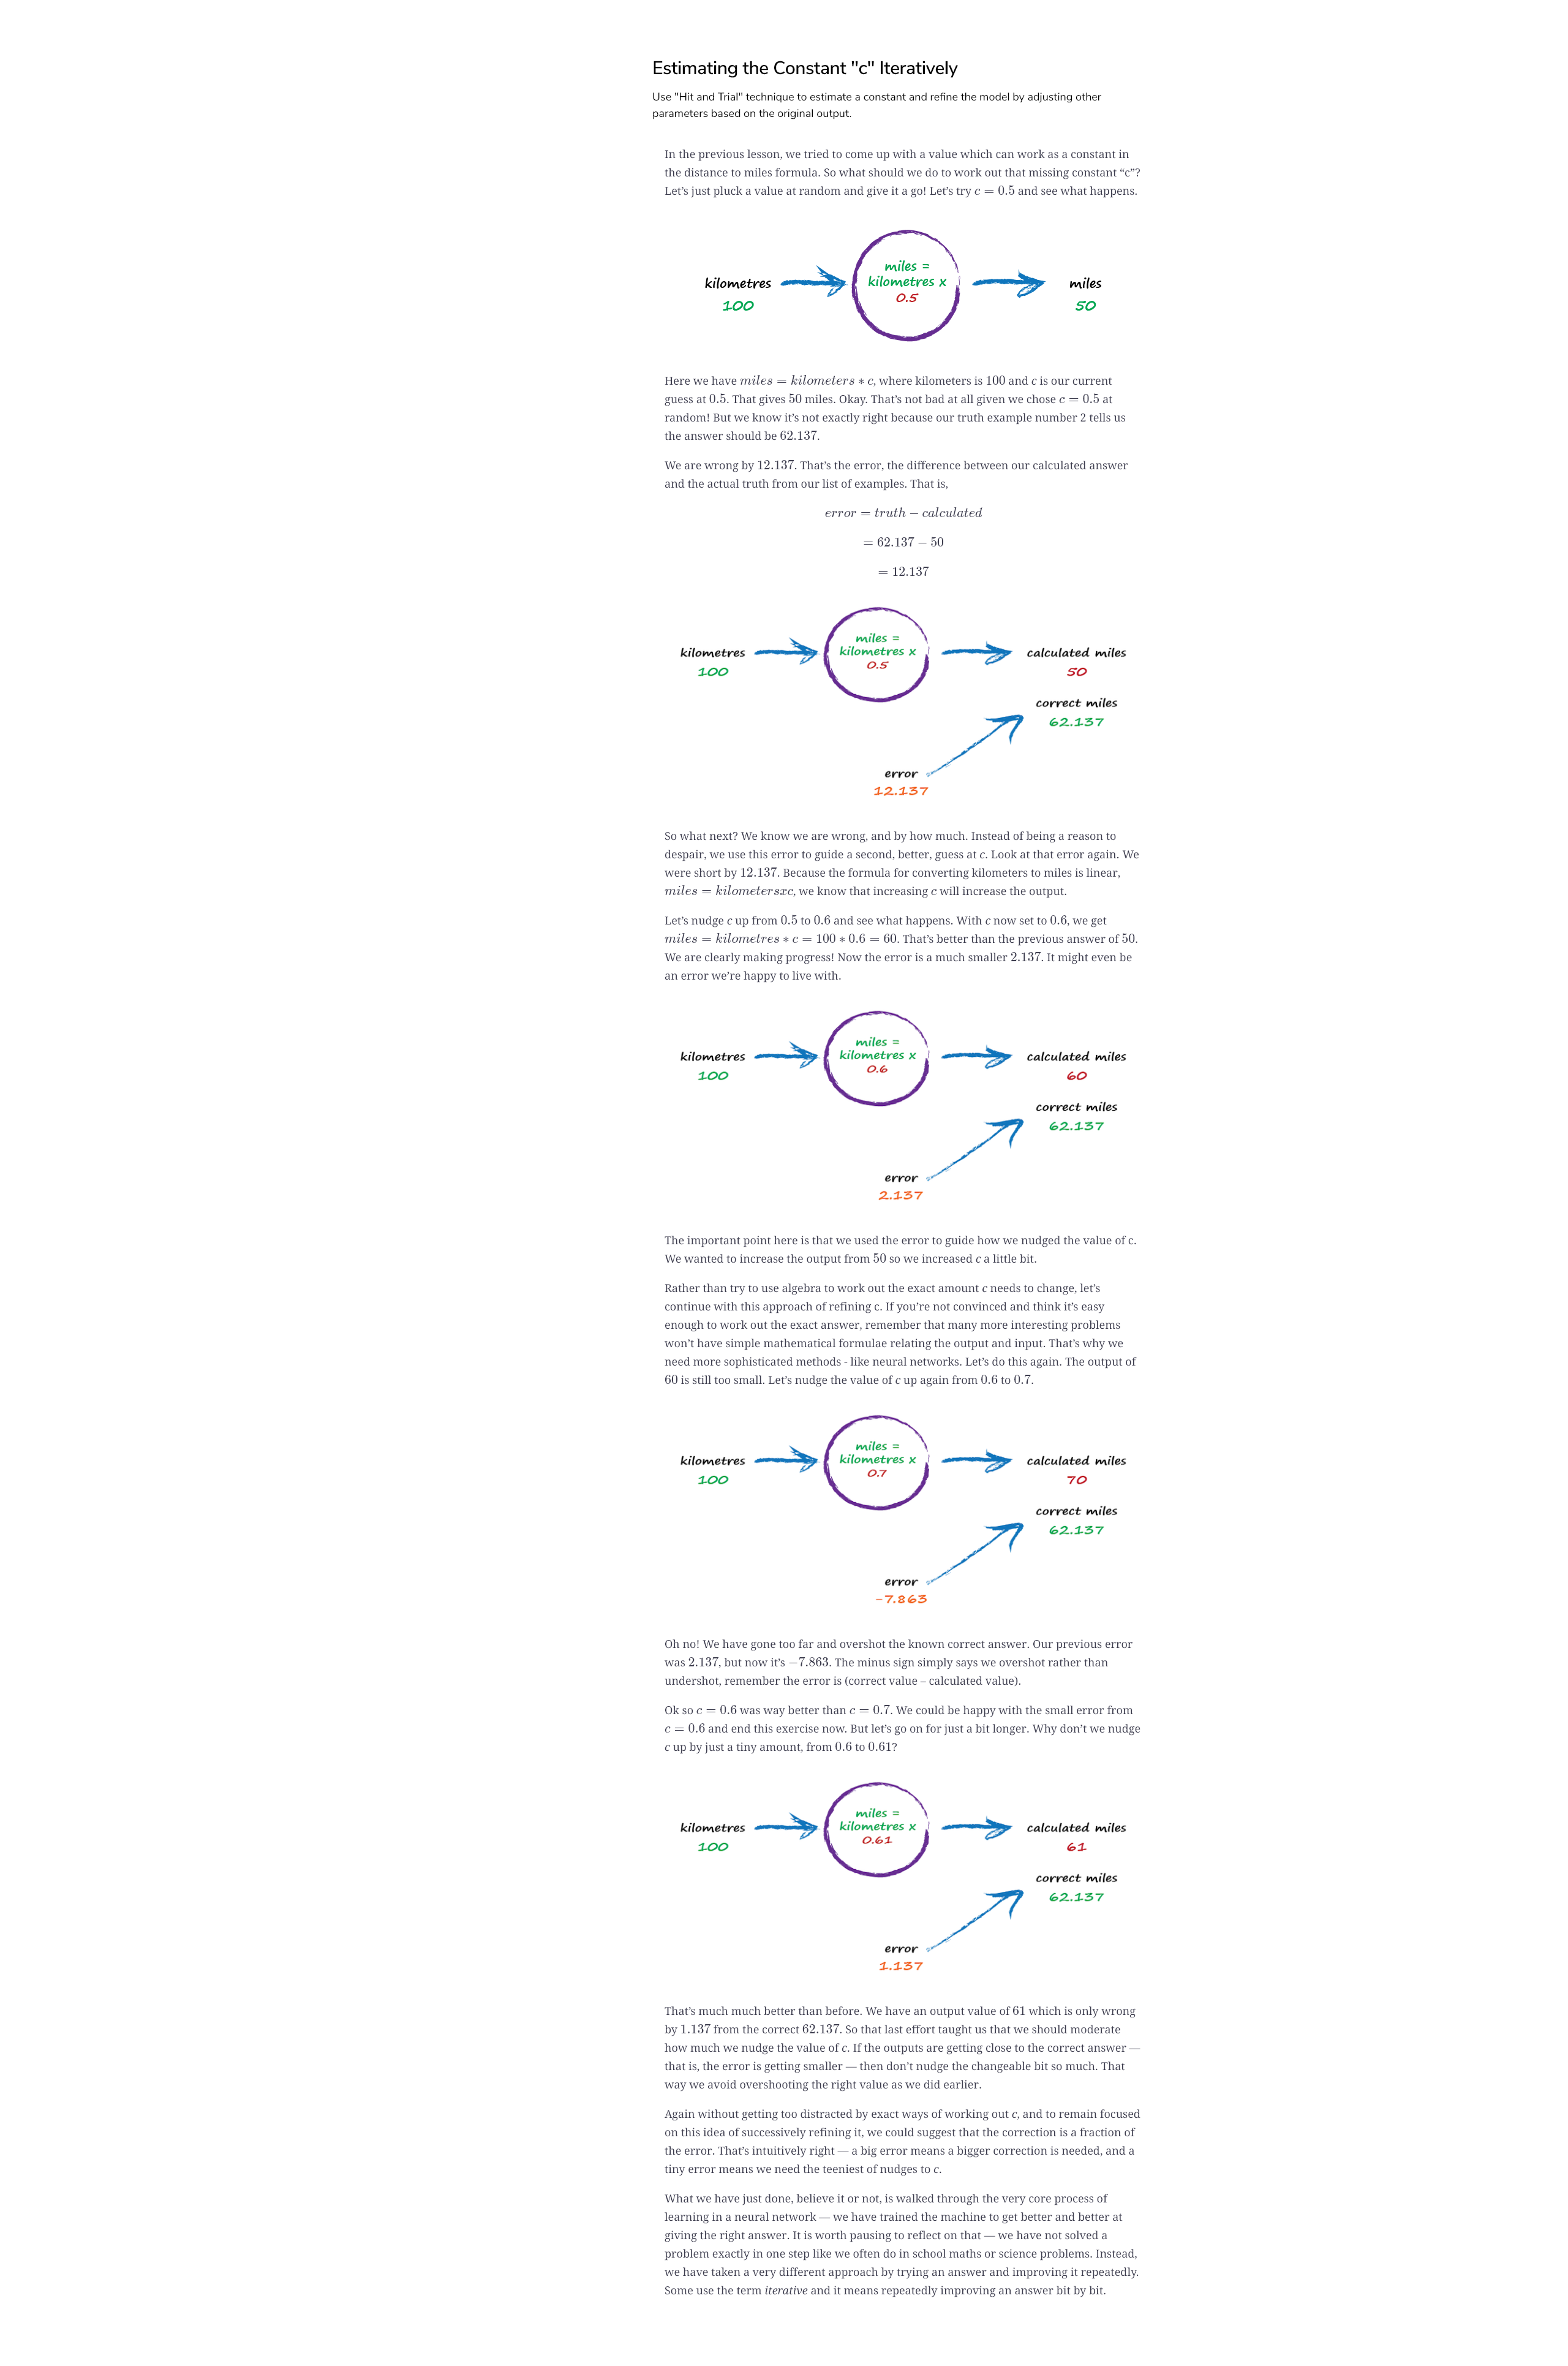 Estimating the Constant "c" Iteratively
Use "Hit and Trial" technique to estimate a constant and refine the model by adjusting other
parameters based on the original output.
In the previous lesson, we tried to come up with a value which can work as a constant in
the distance to miles formula. So what should we do to work out that missing constant “c”?
Let’s just pluck a value at random and give it a go! Let’s try c = 0.5 and see what happens.
miles =
kilometres x
0.5
kilometres
100
miles
50
Here we have miles = kilometers ∗ c, where kilometers is 100 and c is our current
guess at 0.5. That gives 50 miles. Okay. That’s not bad at all given we chose c = 0.5 at
random! But we know it’s not exactly right because our truth example number 2 tells us
the answer should be 62.137.
We are wrong by 12.137. That’s the error, the difference between our calculated answer
and the actual truth from our list of examples. That is,
error = truth − calculated
= 62.137 − 50
= 12.137
miles =
kilometres x
0.5
kilometres
100
calculated miles
50
correct miles
62.137
error
12.137
So what next? We know we are wrong, and by how much. Instead of being a reason to
despair, we use this error to guide a second, better, guess at c. Look at that error again. We
were short by 12.137. Because the formula for converting kilometers to miles is linear,
miles = kilometersxc, we know that increasing c will increase the output.
Let’s nudge c up from 0.5 to 0.6 and see what happens. With c now set to 0.6, we get
miles = kilometres ∗ c = 100 ∗ 0.6 = 60. That’s better than the previous answer of 50.
We are clearly making progress! Now the error is a much smaller 2.137. It might even be
an error we’re happy to live with.
miles =
kilometres x
0.6
kilometres
100
calculated miles
60
correct miles
62.137
error
2.137
The important point here is that we used the error to guide how we nudged the value of c.
We wanted to increase the output from 50 so we increased c a little bit.
Rather than try to use algebra to work out the exact amount c needs to change, let’s
continue with this approach of refining c. If you’re not convinced and think it’s easy
enough to work out the exact answer, remember that many more interesting problems
won’t have simple mathematical formulae relating the output and input. That’s why we
need more sophisticated methods - like neural networks. Let’s do this again. The output of
60 is still too small. Let’s nudge the value of c up again from 0.6 to 0.7.
miles =
kilometres x
0.7
kilometres
100
calculated miles
70
correct miles
62.137
error
-7.863
Oh no! We have gone too far and overshot the known correct answer. Our previous error
was 2.137, but now it’s −7.863. The minus sign simply says we overshot rather than
undershot, remember the error is (correct value – calculated value).
Ok so c = 0.6 was way better than c = 0.7. We could be happy with the small error from
c = 0.6 and end this exercise now. But let’s go on for just a bit longer. Why don’t we nudge
c up by just a tiny amount, from 0.6 to 0.61?
miles =
kilometres x
0.61
kilometres
100
calculated miles
61
correct miles
62.137
error
1.137
That’s much much better than before. We have an output value of 61 which is only wrong
by 1.137 from the correct 62.137. So that last effort taught us that we should moderate
how much we nudge the value of c. If the outputs are getting close to the correct answer —
that is, the error is getting smaller — then don’t nudge the changeable bit so much. That
way we avoid overshooting the right value as we did earlier.
Again without getting too distracted by exact ways of working out c, and to remain focused
on this idea of successively refining it, we could suggest that the correction is a fraction of
the error. That’s intuitively right — a big error means a bigger correction is needed, and a
tiny error means we need the teeniest of nudges to c.
What we have just done, believe it or not, is walked through the very core process of
learning in a neural network — we have trained the machine to get better and better at
giving the right answer. It is worth pausing to reflect on that — we have not solved a
problem exactly in one step like we often do in school maths or science problems. Instead,
we have taken a very different approach by trying an answer and improving it repeatedly.
Some use the term iterative and it means repeatedly improving an answer bit by bit.